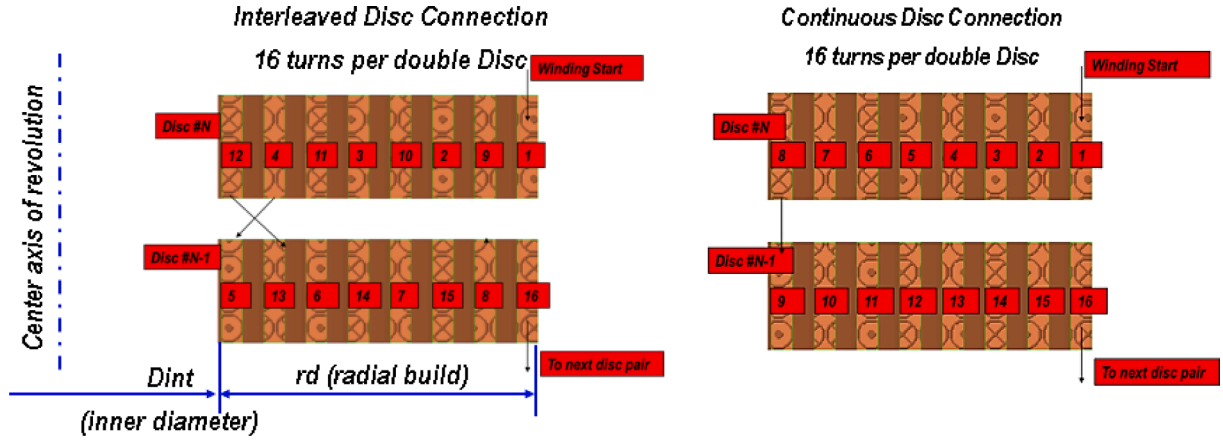 Interleaved Disc Connection
16 turns per double Disc
Winding Start
Disc #N
12 4 11 3 10 2 9 1
Disc #N-1
5 13 6 14 7 15 8 16
To next disc pair
Center axis of revolution
Dint
rd (radial build)
(inner diameter)
Continuous Disc Connection
16 turns per double Disc
Winding Start
Disc #N
8 7 6 5 4 3 2 1
Disc #N-1
9 10 11 12 13 14 15 16
To next disc pair